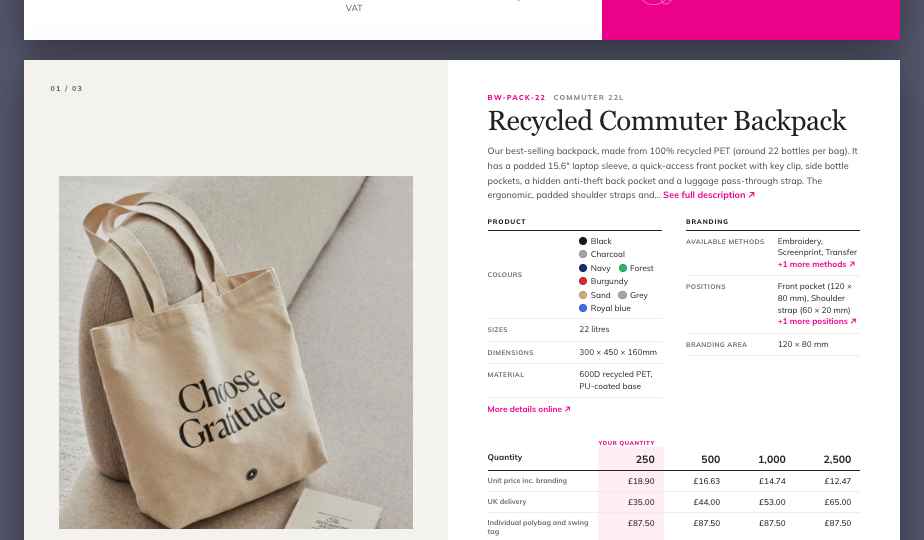 VAT
01 / 03
Choose
Gratitude
BW-PACK-22 COMMUTER 22L
Recycled Commuter Backpack
Our best-selling backpack, made from 100% recycled PET (around 22 bottles per bag). It
has a padded 15.6" laptop sleeve, a quick-access front pocket with key clip, side bottle
pockets, a hidden anti-theft back pocket and a luggage pass-through strap. The
ergonomic, padded shoulder straps and... See full description ↗
PRODUCT
COLOURS
Black
Charcoal
Navy Forest
Burgundy
Sand Grey
Royal blue
SIZES 22 litres
DIMENSIONS 300 × 450 × 160mm
MATERIAL 600D recycled PET,
PU-coated base
More details online ↗
BRANDING
AVAILABLE METHODS Embroidery,
Screenprint, Transfer
+1 more methods ↗
POSITIONS Front pocket (120 ×
80 mm), Shoulder
strap (60 × 20 mm)
+1 more positions ↗
BRANDING AREA 120 × 80 mm
YOUR QUANTITY
Quantity 250 500 1,000 2,500
Unit price inc. branding £18.90 £16.63 £14.74 £12.47
UK delivery £35.00 £44.00 £53.00 £65.00
Individual polybag and swing £87.50 £87.50 £87.50 £87.50
tag